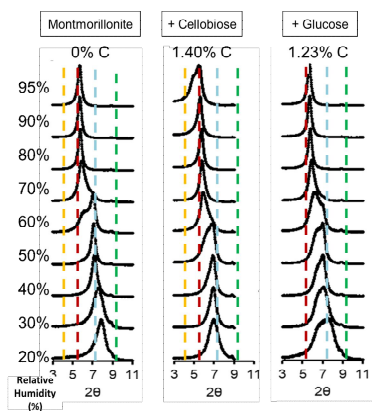 Montmorillonite + Cellobiose + Glucose
0% C 1.40% C 1.23% C
95%
90%
80%
70%
60%
50%
40%
30%
20%
3 5 7 9 11 3 5 7 9 11 3 5 7 9 11
Relative
Humidity
(%)
2θ 2θ 2θ